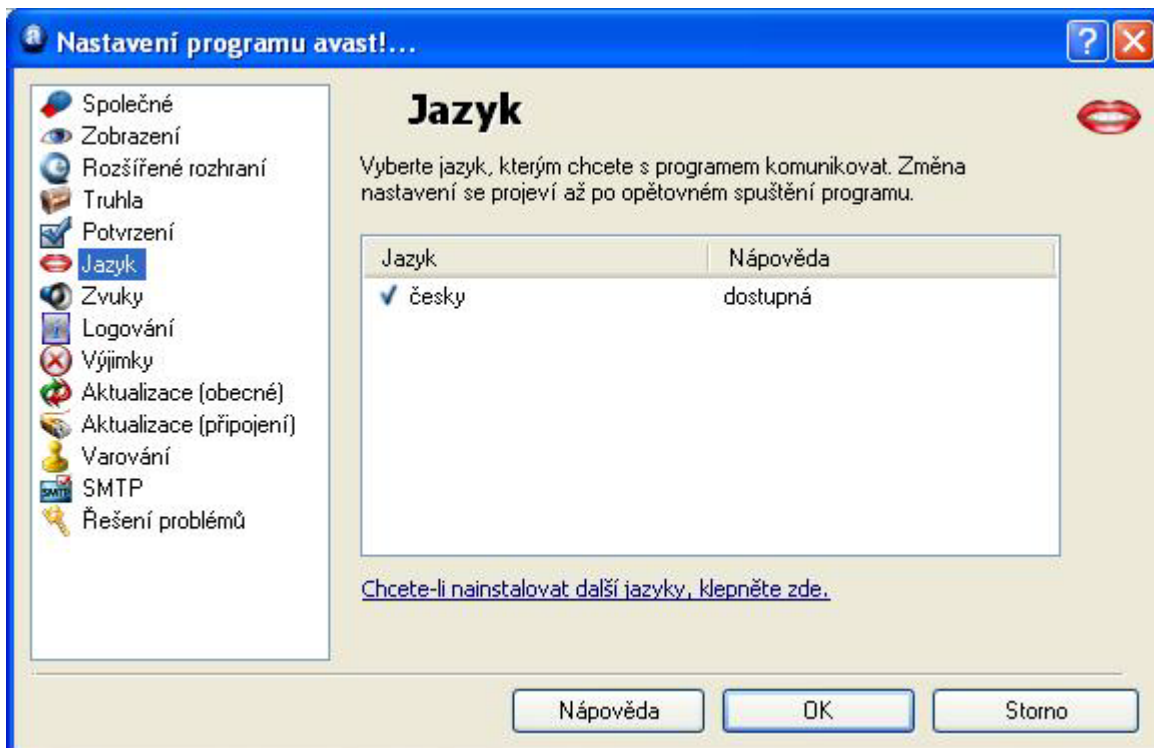 Nastavení programu avast!...
Společné
Zobrazení
Rozšířené rozhraní
Truhla
Potvrzení
Jazyk
Zvuky
Logování
Výjimky
Aktualizace (obecné)
Aktualizace (připojení)
Varování
SMTP
Řešení problémů
Jazyk
Vyberte jazyk, kterým chcete s programem komunikovat. Změna
nastavení se projeví až po opětovném spuštění programu.
Jazyk Nápověda
česky dostupná
Chcete-li nainstalovat další jazyky, klepněte zde.
Nápověda OK Storno